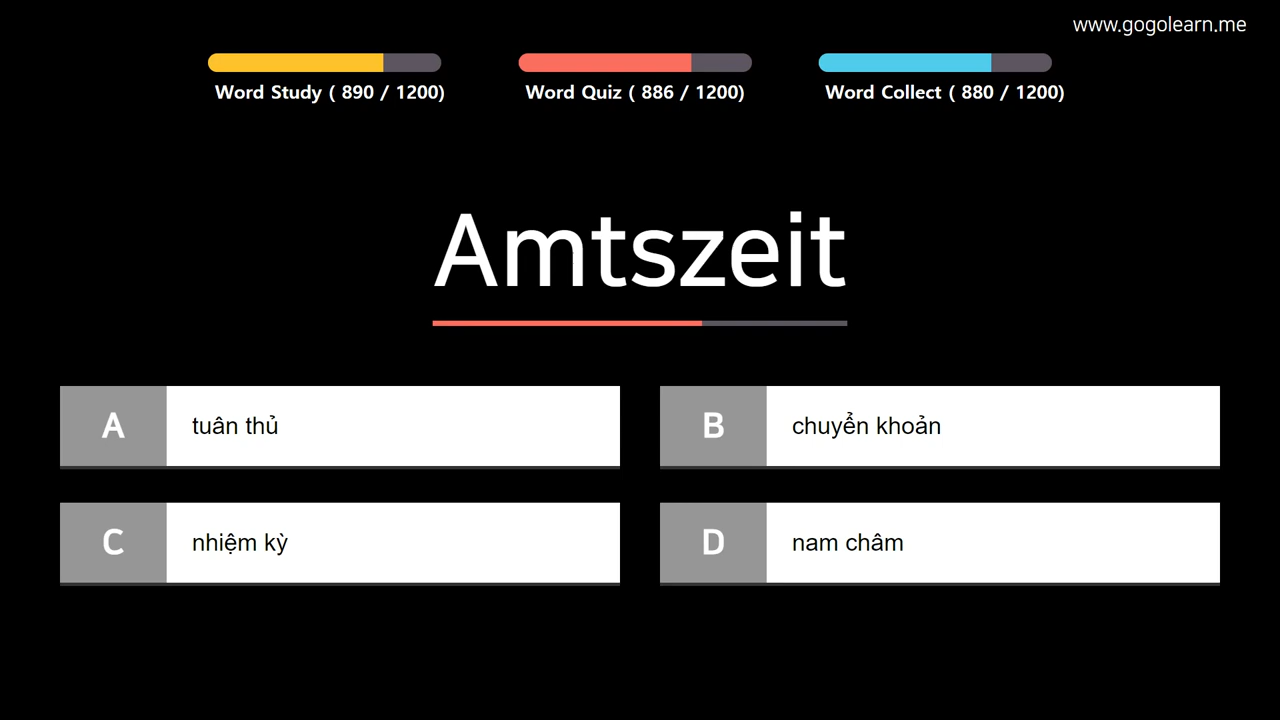 www.gogolearn.me
Word Study ( 890 / 1200)
Word Quiz ( 886 / 1200)
Word Collect ( 880 / 1200)
Amtszeit
A
tuân thủ
B
chuyển khoản
C
nhiệm kỳ
D
nam châm